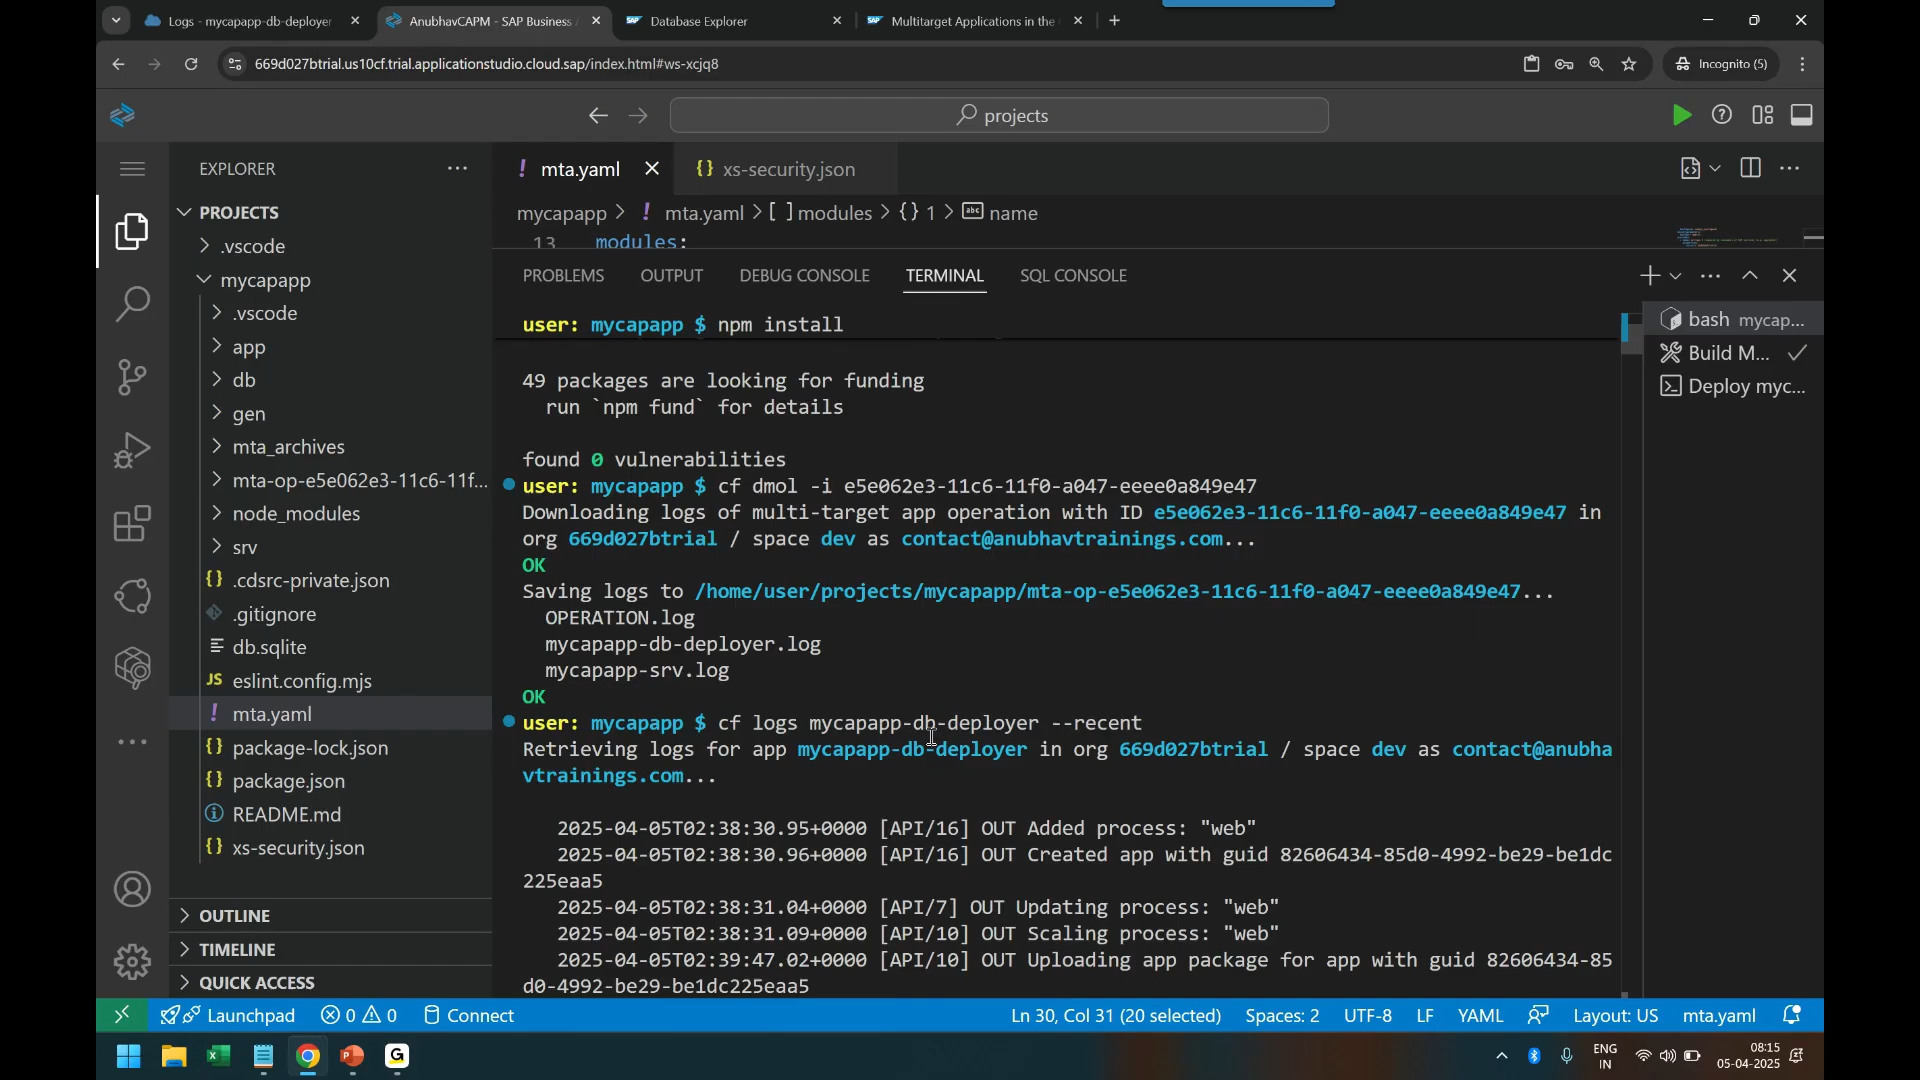 Logs - mycapapp-db-deployer
AnubhavCAPM - SAP Business
Database Explorer
Multitarget Applications in the
669d027btrial.us10cf.trial.applicationstudio.cloud.sap/index.html#ws-xcjq8
Incognito (5)
projects
EXPLORER
PROJECTS
.vscode
mycapapp
.vscode
app
db
gen
mta_archives
mta-op-e5e062e3-11c6-11f...
node_modules
srv
.cdsrc-private.json
.gitignore
db.sqlite
eslint.config.mjs
mta.yaml
package-lock.json
package.json
README.md
xs-security.json
OUTLINE
TIMELINE
QUICK ACCESS
mta.yaml
xs-security.json
mycapapp > mta.yaml > [ ] modules > {} 1 > abc name
13 modules:
PROBLEMS OUTPUT DEBUG CONSOLE TERMINAL SQL CONSOLE
user: mycapapp $ npm install
49 packages are looking for funding
run `npm fund` for details
found 0 vulnerabilities
user: mycapapp $ cf dmol -i e5e062e3-11c6-11f0-a047-eeee0a849e47
Downloading logs of multi-target app operation with ID e5e062e3-11c6-11f0-a047-eeee0a849e47 in
org 669d027btrial / space dev as contact@anubhavtrainings.com...
OK
Saving logs to /home/user/projects/mycapapp/mta-op-e5e062e3-11c6-11f0-a047-eeee0a849e47...
OPERATION.log
mycapapp-db-deployer.log
mycapapp-srv.log
OK
user: mycapapp $ cf logs mycapapp-db-deployer --recent
Retrieving logs for app mycapapp-db-deployer in org 669d027btrial / space dev as contact@anubha
vtrainings.com...
2025-04-05T02:38:30.95+0000 [API/16] OUT Added process: "web"
2025-04-05T02:38:30.96+0000 [API/16] OUT Created app with guid 82606434-85d0-4992-be29-be1dc
225eaa5
2025-04-05T02:38:31.04+0000 [API/7] OUT Updating process: "web"
2025-04-05T02:38:31.09+0000 [API/10] OUT Scaling process: "web"
2025-04-05T02:39:47.02+0000 [API/10] OUT Uploading app package for app with guid 82606434-85
d0-4992-be29-be1dc225eaa5
bash mycap...
Build M...
Deploy myc...
Launchpad
0 0
Connect
Ln 30, Col 31 (20 selected)
Spaces: 2
UTF-8
LF
YAML
Layout: US
mta.yaml
ENG
IN
08:15
05-04-2025